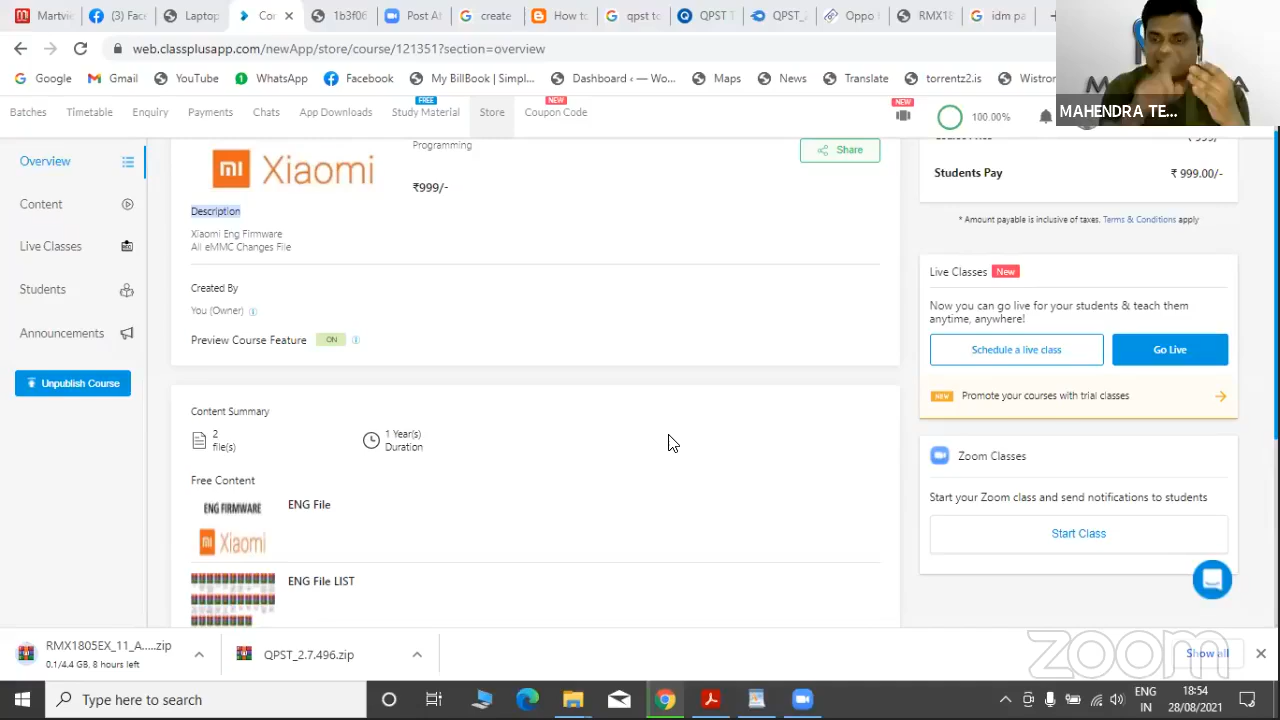 Martvie
(3) Face
Laptop
Cor
1b3f06
Post Af
create
How to
qpst to
QPST T
QPST_2
Oppo F
RMX18
idm pa
web.classplusapp.com/newApp/store/course/121351?section=overview
Google
Gmail
YouTube
WhatsApp
Facebook
My BillBook | Simpl...
Dashboard ‹ — Wo...
Maps
News
Translate
torrentz2.is
Wistron
MAHENDRA TE...
Batches
Timetable
Enquiry
Payments
Chats
App Downloads
FREE
Study Material
Store
NEW
Coupon Code
NEW
100.00%
Overview
Content
Live Classes
Students
Announcements
Unpublish Course
mi Xiaomi
Programming
₹999/-
Share
Description
Xiaomi Eng Firmware
All eMMC Changes File
Created By
You (Owner)
Preview Course Feature ON
Content Summary
2
file(s)
1 Year(s)
Duration
Free Content
ENG FIRMWARE
mi Xiaomi
ENG File
ENG File LIST
Students Pay ₹ 999.00/-
* Amount payable is inclusive of taxes. Terms & Conditions apply
Live Classes New
Now you can go live for your students & teach them
anytime, anywhere!
Schedule a live class
Go Live
NEW Promote your courses with trial classes
Zoom Classes
Start your Zoom class and send notifications to students
Start Class
RMX1805EX_11_A.....zip
0.1/4.4 GB, 8 hours left
QPST_2.7.496.zip
Show all
zoom
Type here to search
ENG
IN
18:54
28/08/2021